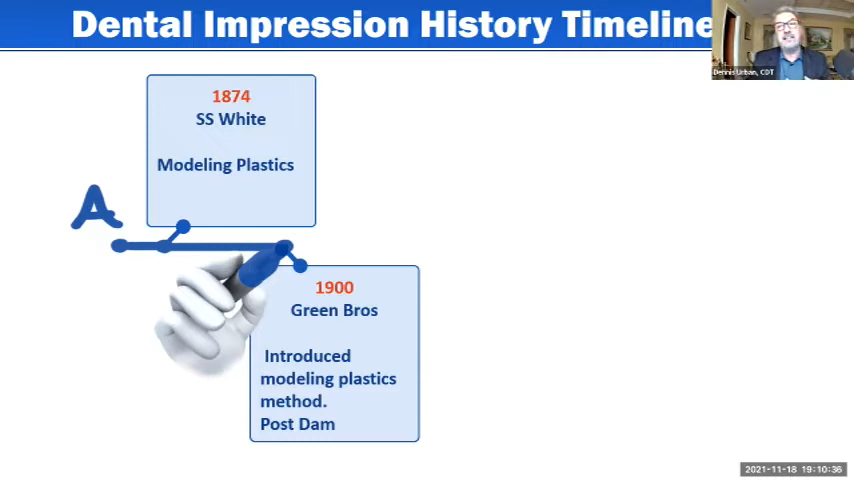 Dental Impression History Timeline
Dennis Urban, CDT
1874
SS White
Modeling Plastics
A
1900
Green Bros
Introduced
modeling plastics
method.
Post Dam
2021-11-18 19:10:36